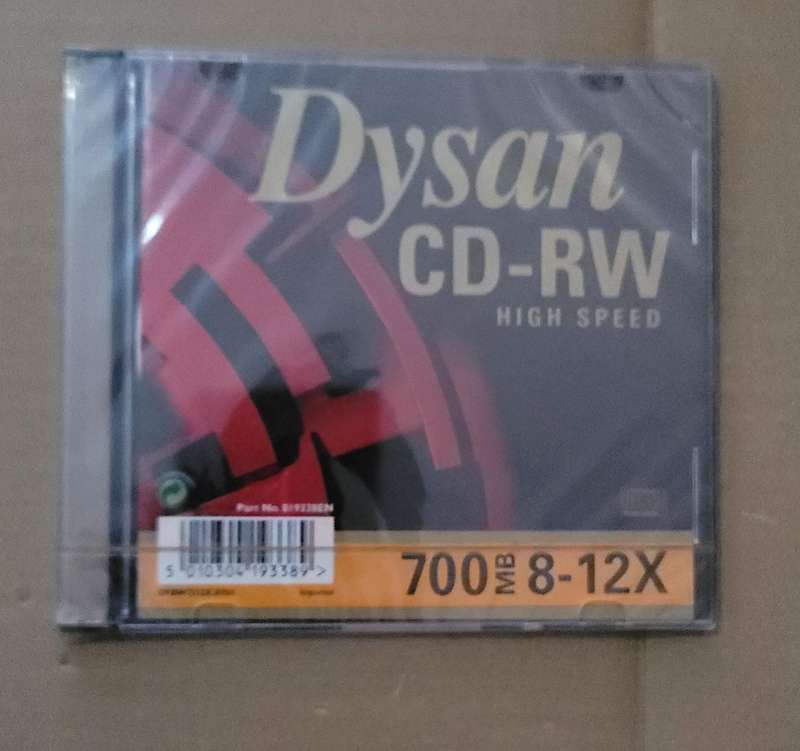 Dysan
CD-RW
HIGH SPEED
Part No. 819338EN
5 010304 193389 >
700 MB 8-12X